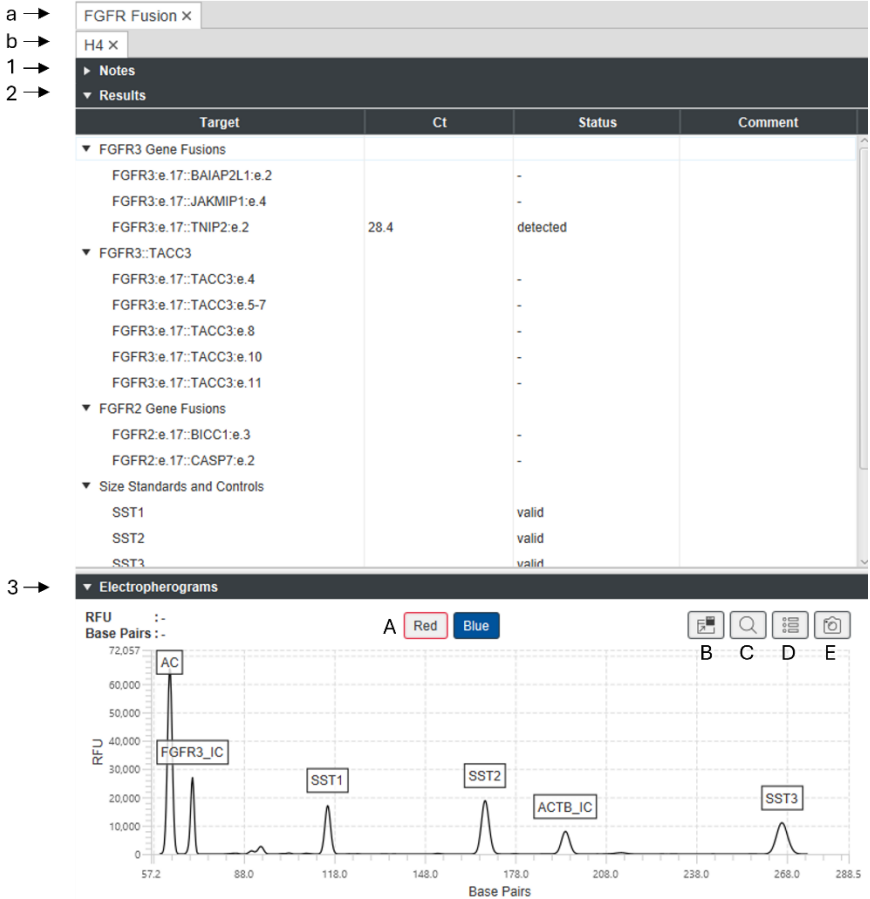 a → FGFR Fusion ×
b → H4 ×
1 → ▸ Notes
2 → ▾ Results
Target Ct Status Comment
▾ FGFR3 Gene Fusions
FGFR3:e.17::BAIAP2L1:e.2 -
FGFR3:e.17::JAKMIP1:e.4 -
FGFR3:e.17::TNIP2:e.2 28.4 detected
▾ FGFR3::TACC3
FGFR3:e.17::TACC3:e.4 -
FGFR3:e.17::TACC3:e.5-7 -
FGFR3:e.17::TACC3:e.8 -
FGFR3:e.17::TACC3:e.10 -
FGFR3:e.17::TACC3:e.11 -
▾ FGFR2 Gene Fusions
FGFR2:e.17::BICC1:e.3 -
FGFR2:e.17::CASP7:e.2 -
▾ Size Standards and Controls
SST1 valid
SST2 valid
SST3 valid
3 → ▾ Electropherograms
RFU :-
Base Pairs :-
A Red Blue
B C D E
72,057
60,000
50,000
40,000
30,000
20,000
10,000
0
RFU
AC
FGFR3_IC
SST1
SST2
ACTB_IC
SST3
57.2 88.0 118.0 148.0 178.0 208.0 238.0 268.0 288.5
Base Pairs